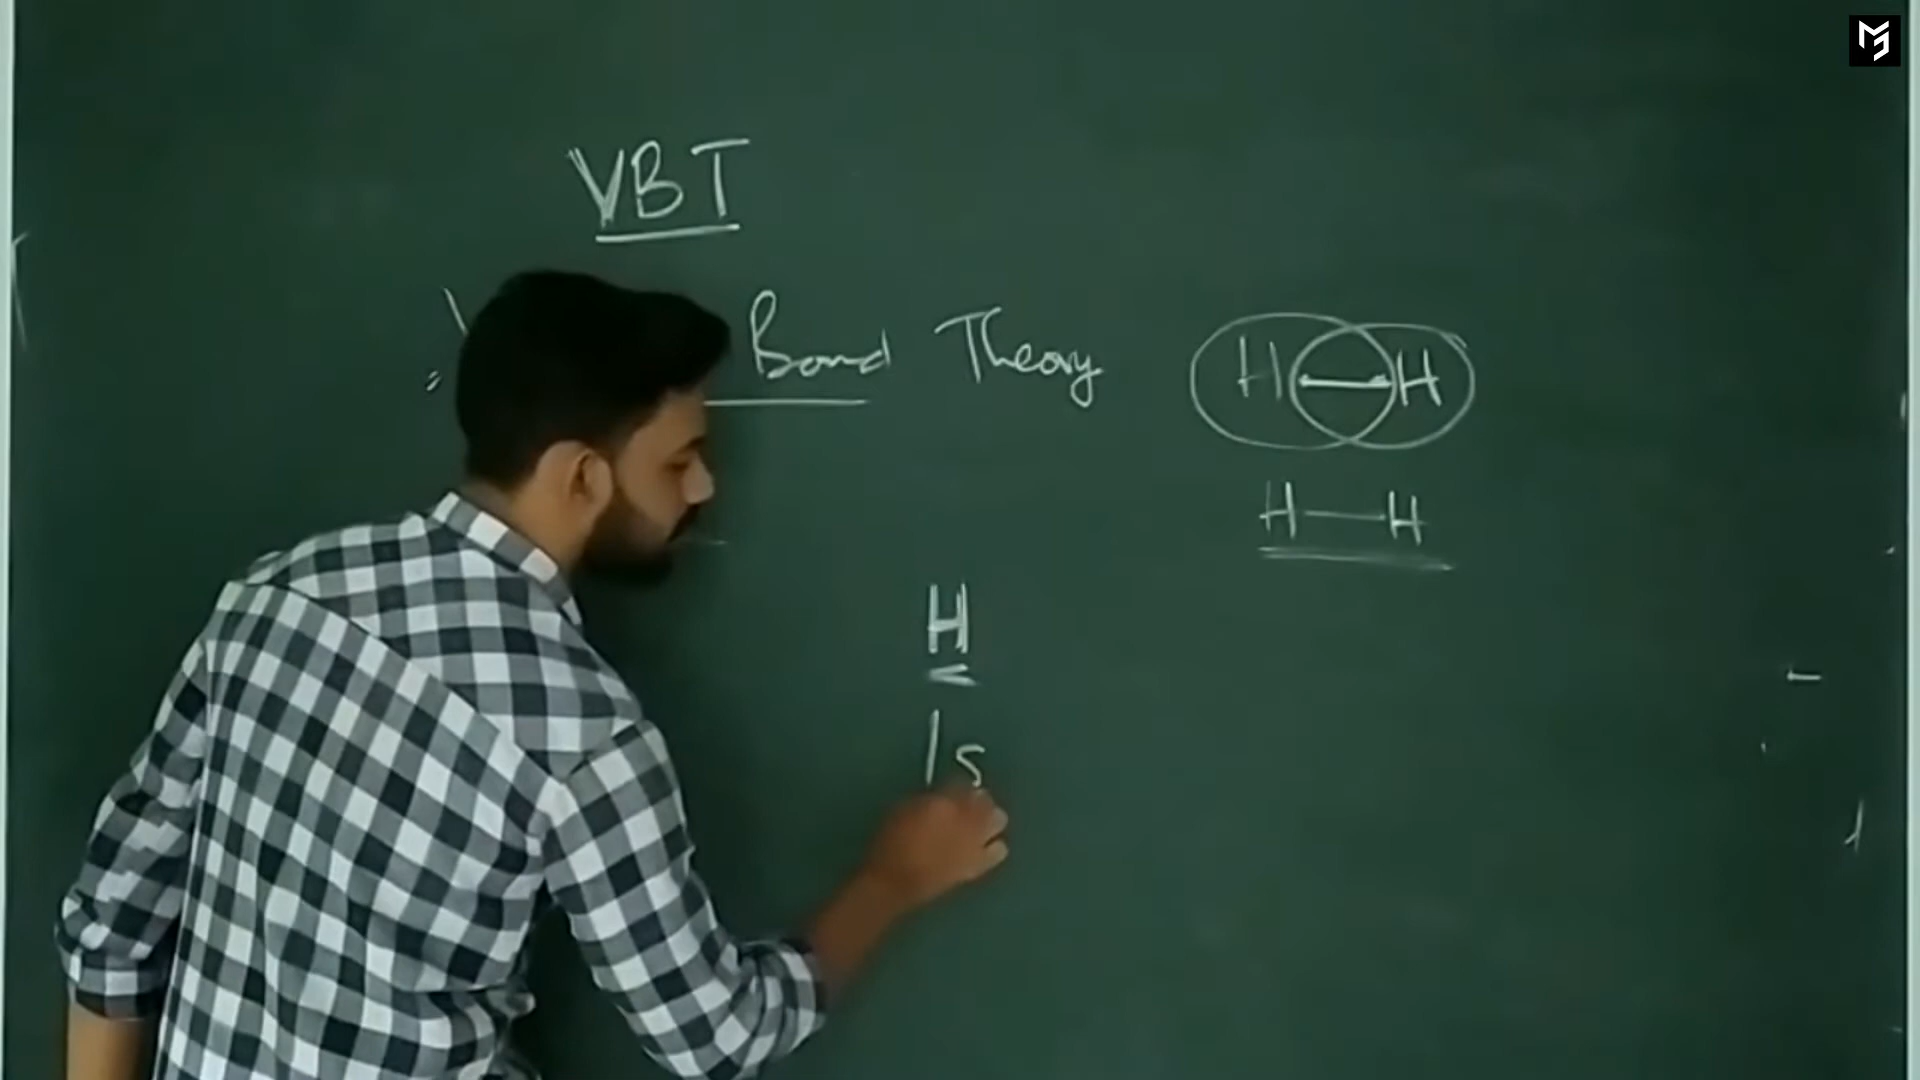 VBT
Bond Theory
H H
H — H
H
1s